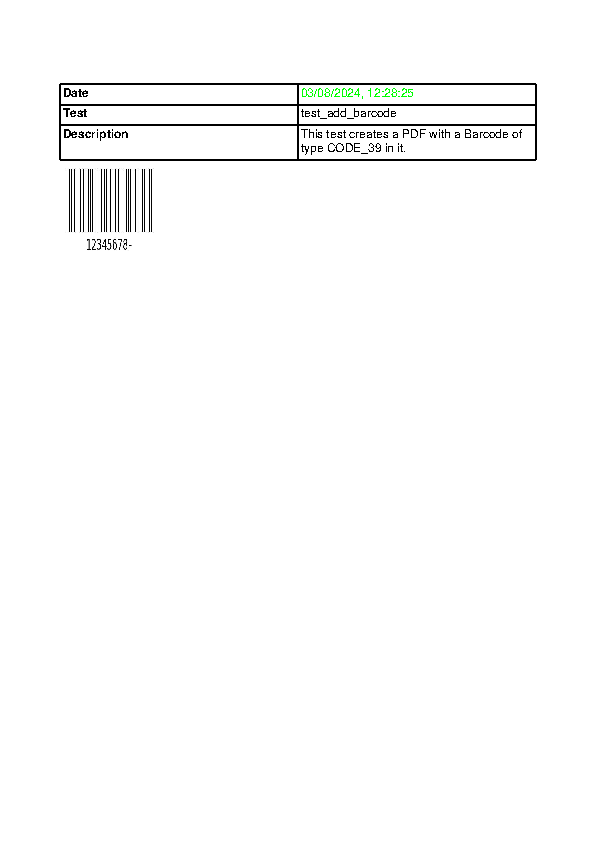 Date 03/08/2024, 12:28:25
Test test_add_barcode
Description This test creates a PDF with a Barcode of
type CODE_39 in it.
12345678-